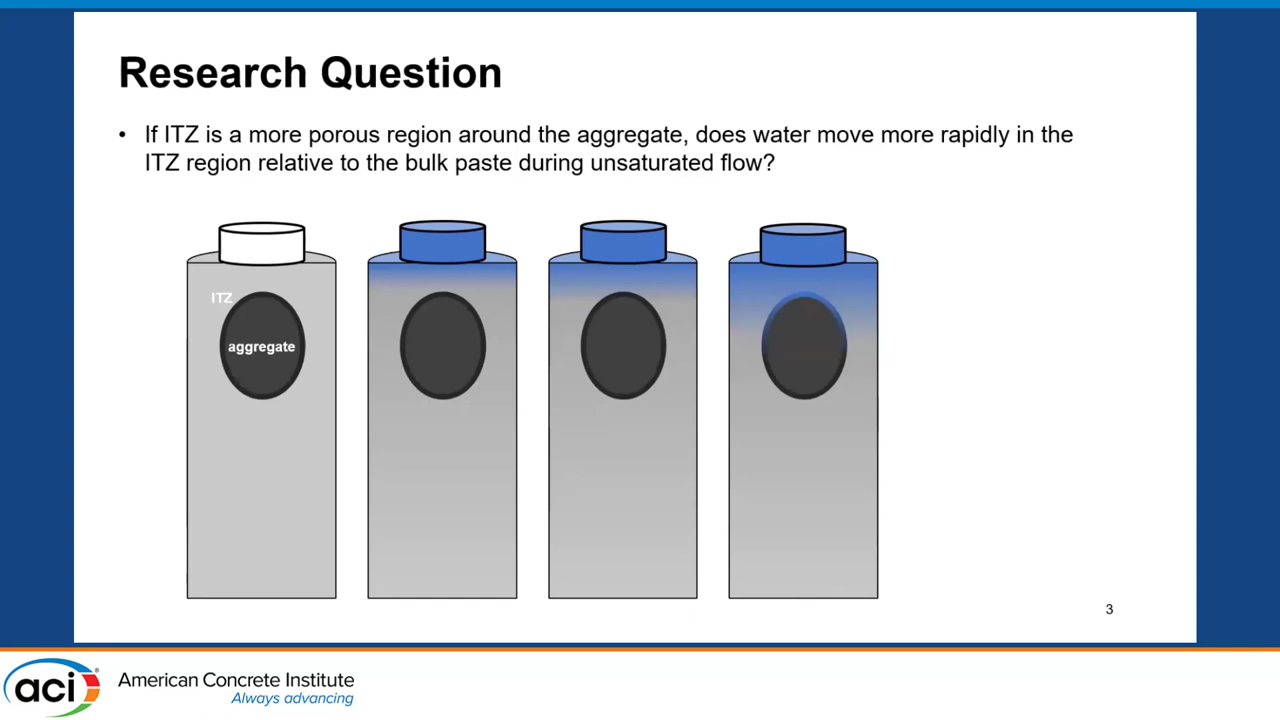 Research Question
• If ITZ is a more porous region around the aggregate, does water move more rapidly in the
ITZ region relative to the bulk paste during unsaturated flow?
ITZ
aggregate
3
aci®
American Concrete Institute
Always advancing